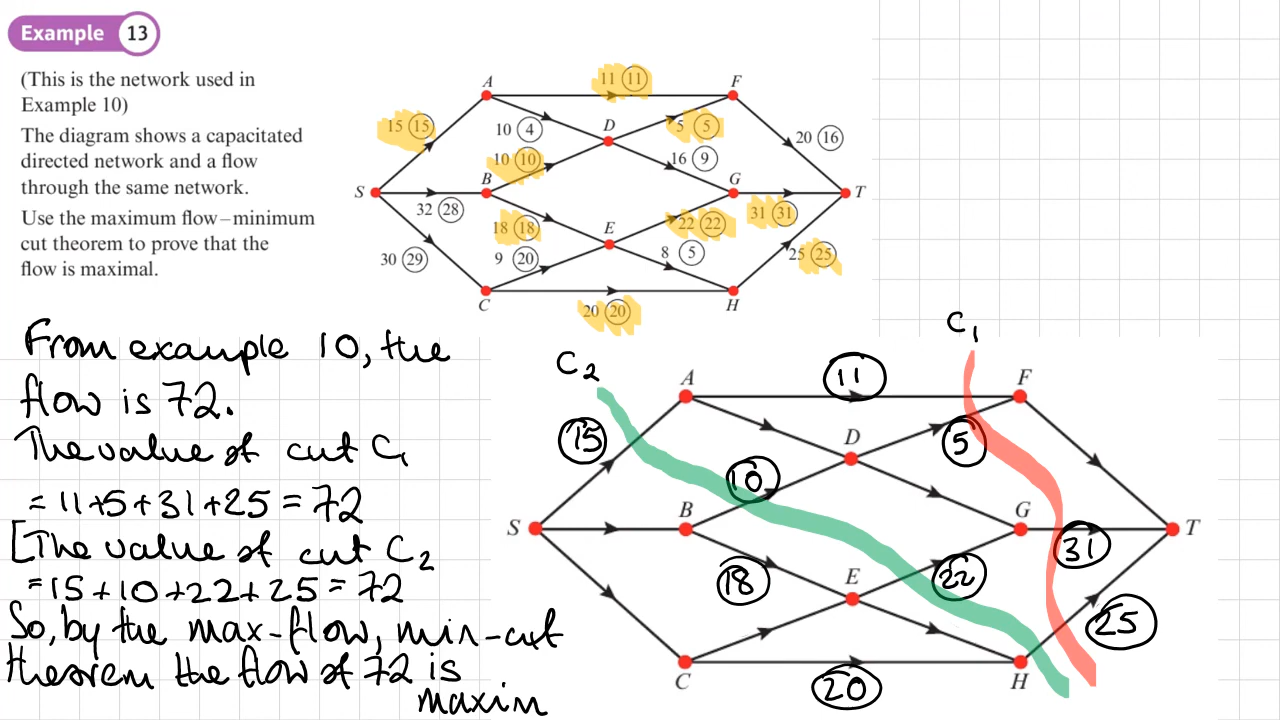 Example 13
(This is the network used in
Example 10)
The diagram shows a capacitated
directed network and a flow
through the same network.
Use the maximum flow–minimum
cut theorem to prove that the
flow is maximal.
A
11 11
F
15 15
10 4
D
5 5
20 16
10 10
16 9
S
B
G
T
32 28
18 18
E
22 22
31 31
30 29
9 20
8 5
25 25
C
20 20
H
From example 10, the
flow is 72.
The value of cut C1
= 11+5+31+25 = 72
[The value of cut C2
= 15+10+22+25 = 72
So, by the max-flow, min-cut
theorem the flow of 72 is
maxim
C1
C2
A
11
F
15
D
5
10
S
B
G
T
18
E
22
31
25
C
20
H